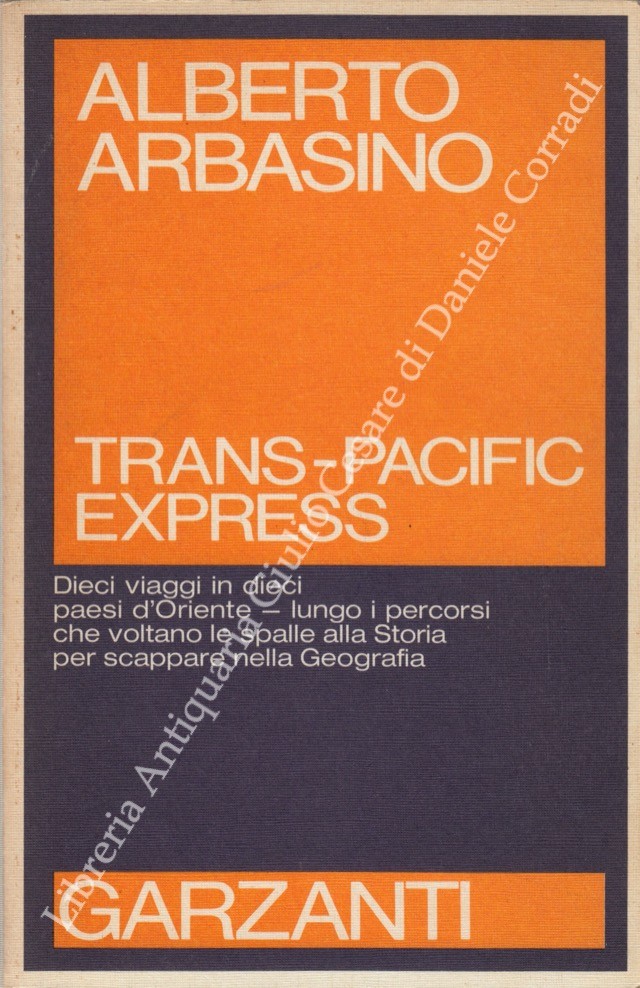 ALBERTO
ARBASINO
TRANS-PACIFIC
EXPRESS
Dieci viaggi in dieci
paesi d'Oriente – lungo i percorsi
che voltano le spalle alla Storia
per scappare nella Geografia
GARZANTI
Libreria Antiquaria Giulio Cesare di Daniele Corradi